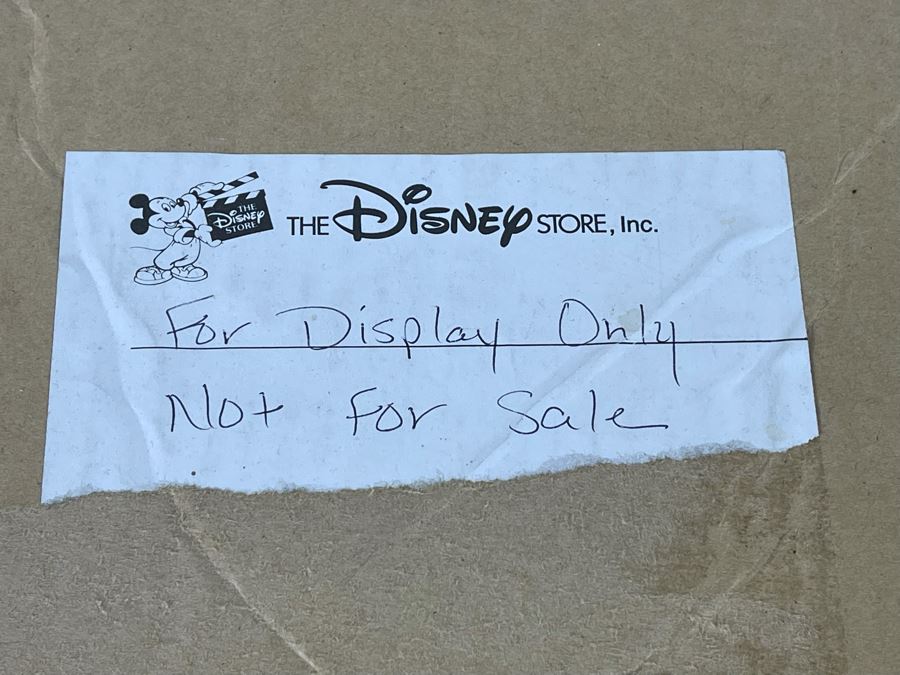 THE
DISNEY
STORE
THE DISNEY STORE, Inc.
For Display Only
Not For Sale